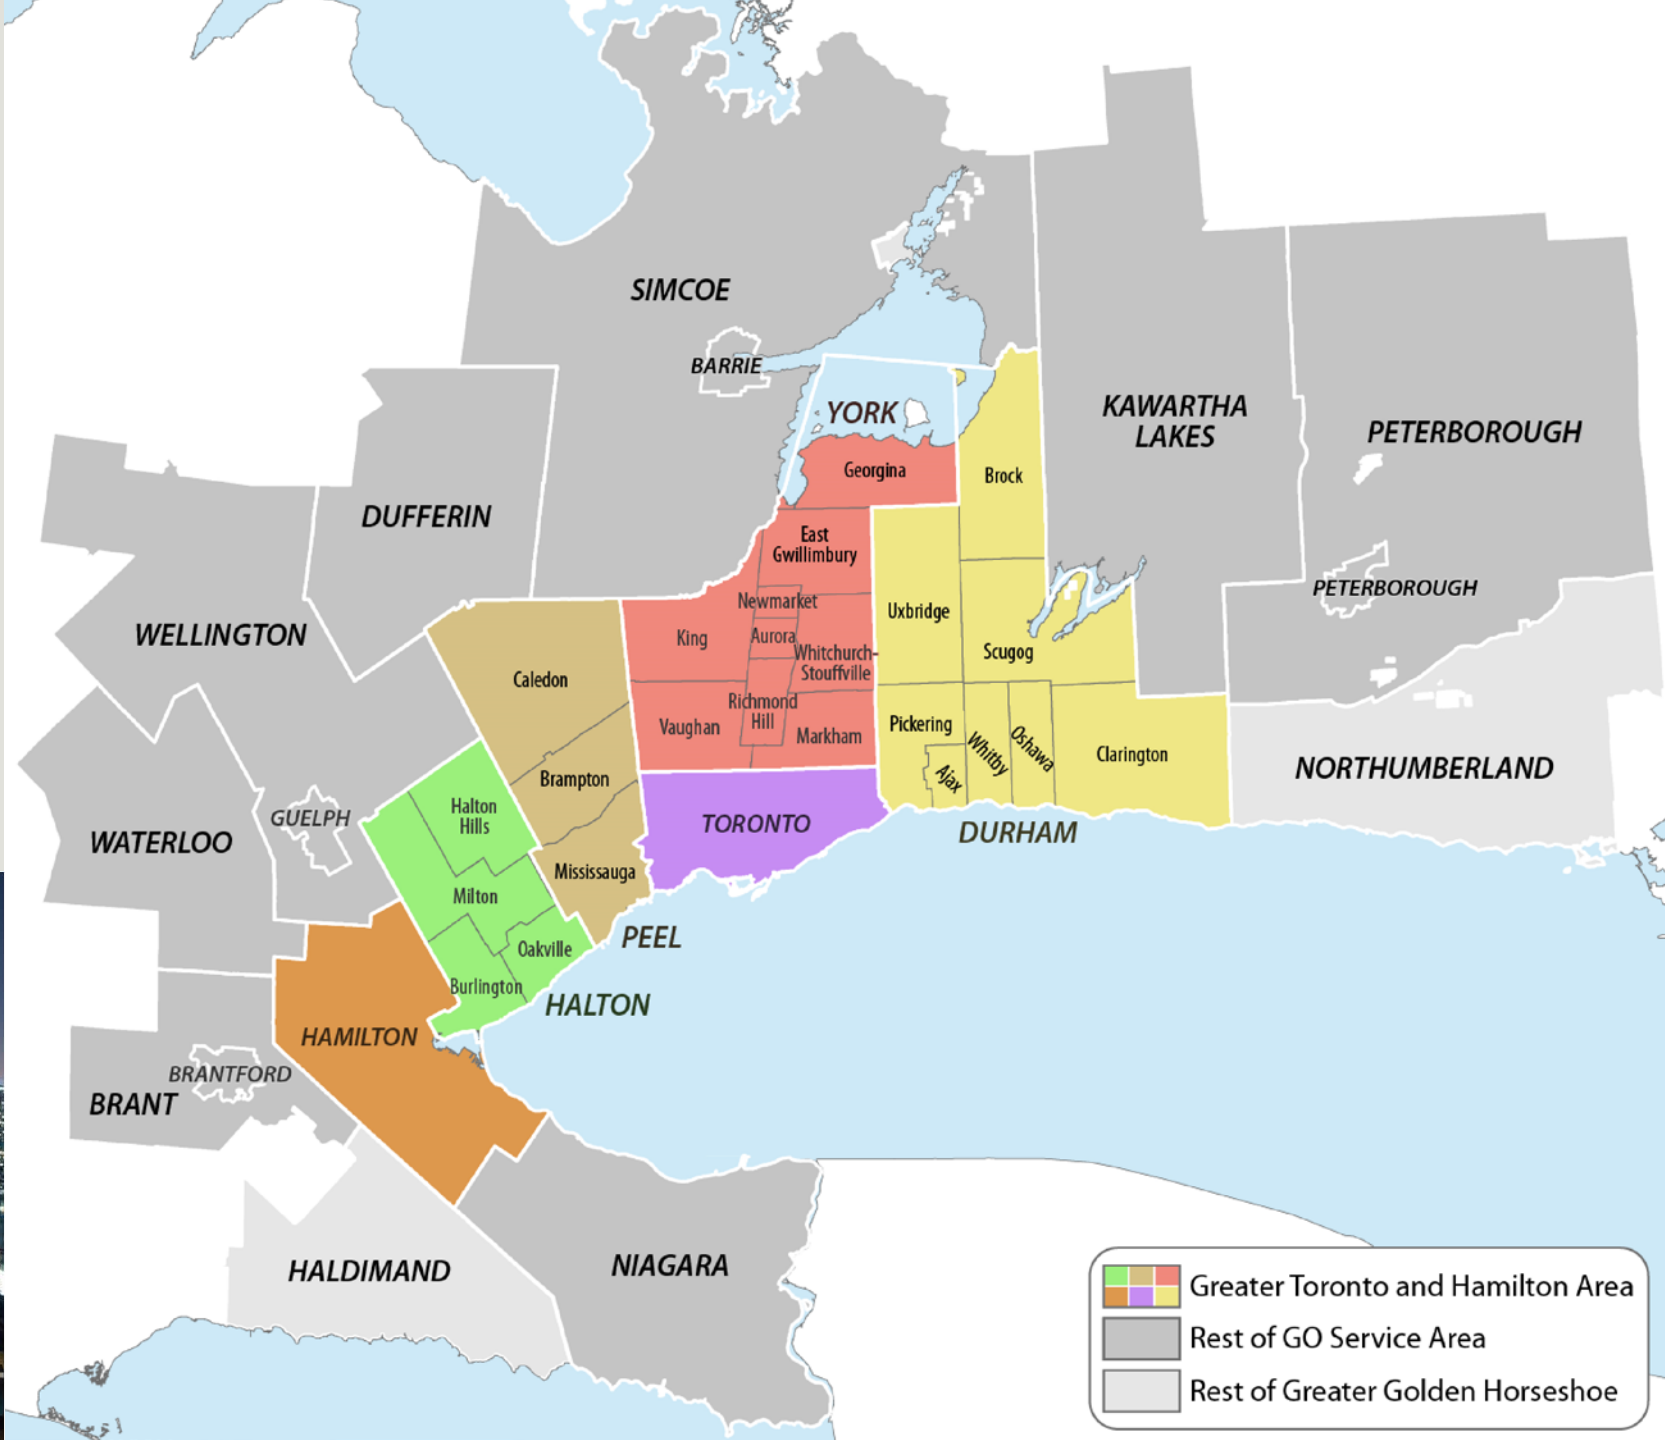 SIMCOE
BARRIE
YORK
KAWARTHA
LAKES
PETERBOROUGH
Georgina
Brock
DUFFERIN
East
Gwillimbury
PETERBOROUGH
Newmarket
Uxbridge
WELLINGTON
King
Aurora
Whitchurch-
Stouffville
Scugog
Caledon
Richmond
Hill
Vaughan
Markham
Pickering
Whitby
Oshawa
Clarington
Ajax
NORTHUMBERLAND
Brampton
Halton
Hills
GUELPH
TORONTO
DURHAM
WATERLOO
Mississauga
Milton
PEEL
Oakville
Burlington
HALTON
HAMILTON
BRANTFORD
BRANT
HALDIMAND
NIAGARA
Greater Toronto and Hamilton Area
Rest of GO Service Area
Rest of Greater Golden Horseshoe